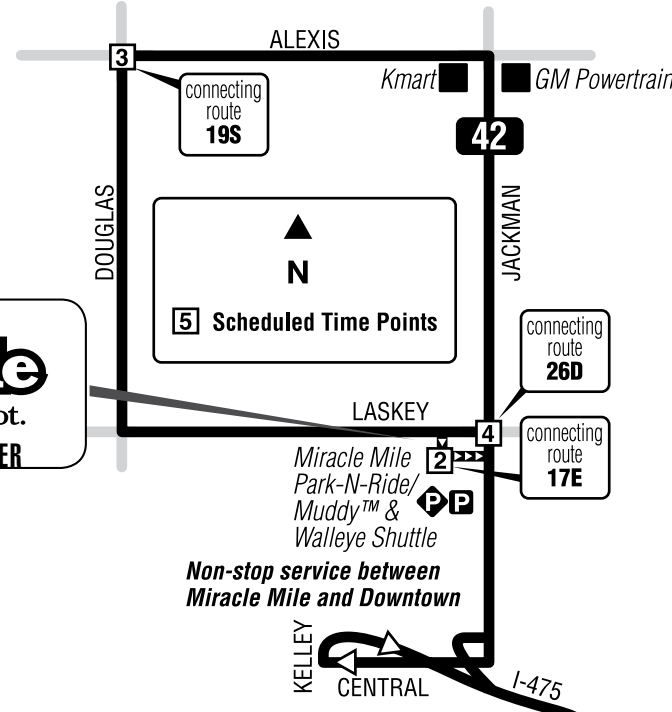 ALEXIS
3
Kmart
GM Powertrain
connecting
route
19S
42
DOUGLAS
JACKMAN
N
5 Scheduled Time Points
connecting
route
26D
e
ot.
ER
LASKEY
4
connecting
route
17E
2
Miracle Mile
Park-N-Ride/
Muddy™ &
Walleye Shuttle
P P
Non-stop service between
Miracle Mile and Downtown
KELLEY
CENTRAL
I-475